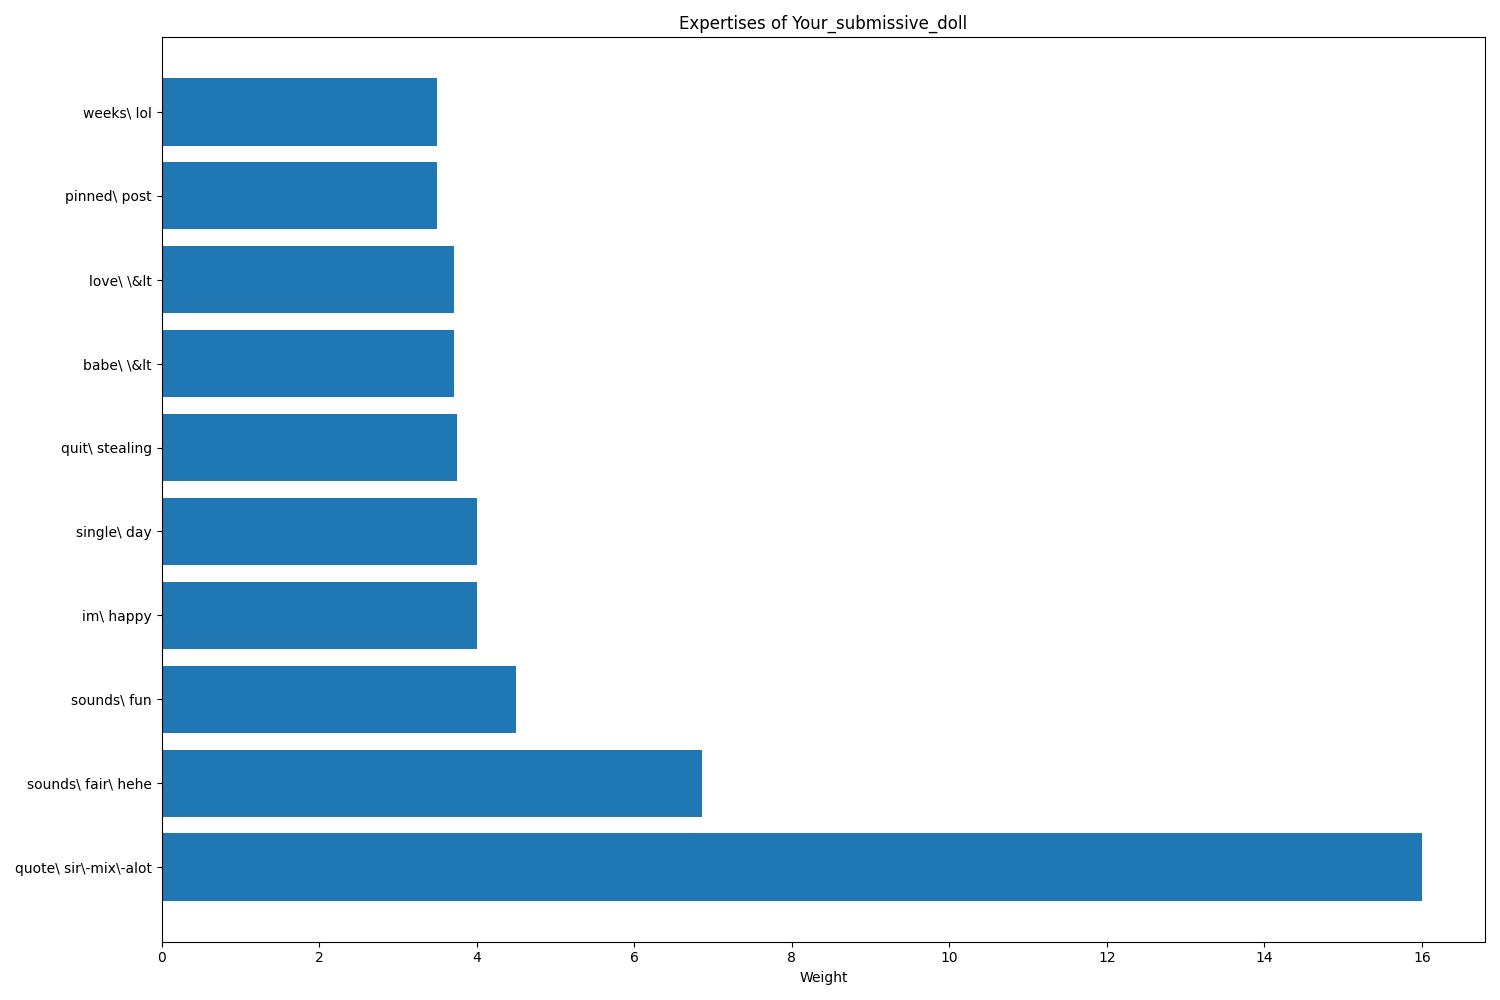 Expertises of Your_submissive_doll
weeks\ lol
pinned\ post
love\ \&lt
babe\ \&lt
quit\ stealing
single\ day
im\ happy
sounds\ fun
sounds\ fair\ hehe
quote\ sir\-mix\-alot
0 2 4 6 8 10 12 14 16
Weight